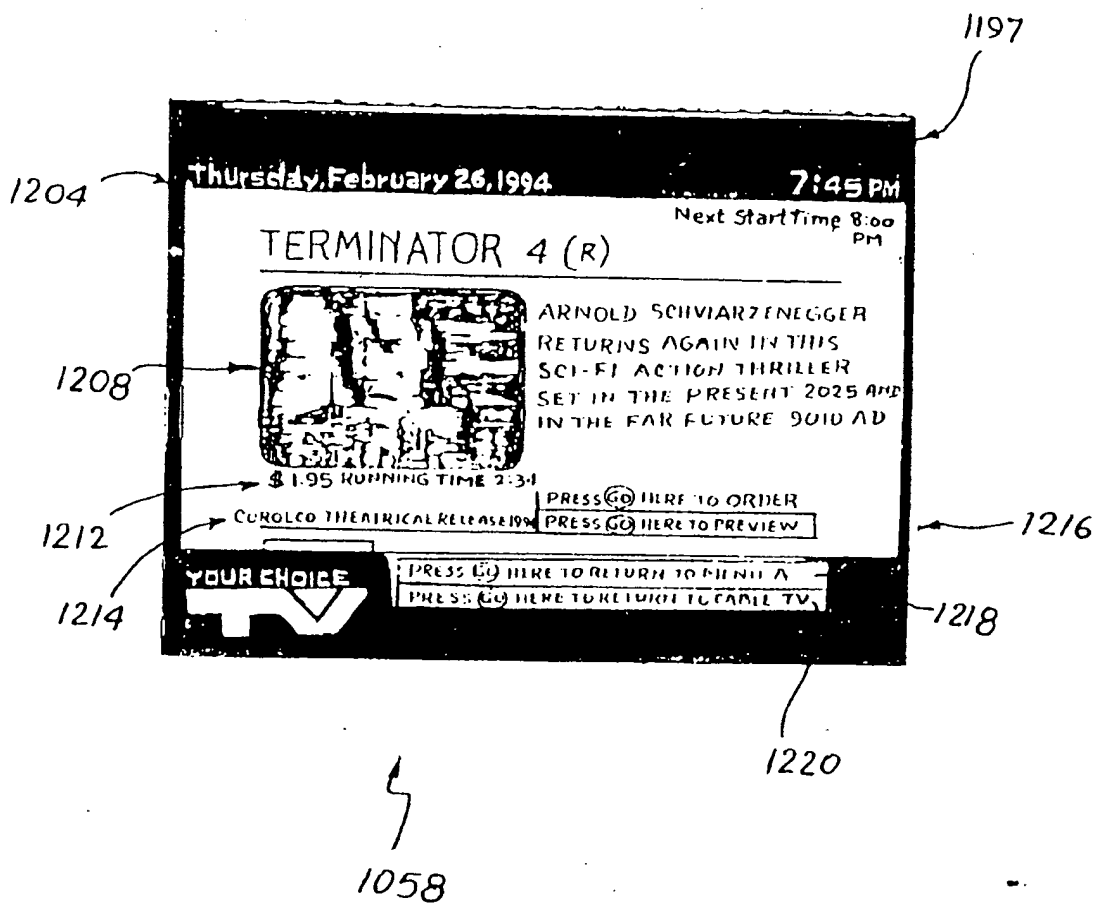 1197
1204
Thursday, February 26, 1994 7:45 PM
Next Start Time 8:00
PM
TERMINATOR 4 (R)
1208
ARNOLD SCHVIARZENEGGER
RETURNS AGAIN IN THIS
SCI-FI ACTION THRILLER
SET IN THE PRESENT 2025 AND
IN THE FAR FUTURE 9010 AD
$1.95 RUNNING TIME 2:34
1212
PRESS GO HERE TO ORDER
CUROLCO THEATRICAL RELEASE
PRESS GO HERE TO PREVIEW
1216
1214
YOUR CHOICE
TV
PRESS GO HERE TO RETURN TO MENU A
PRESS GO HERE TO RETURN TO CABLE TV
1218
1220
1058